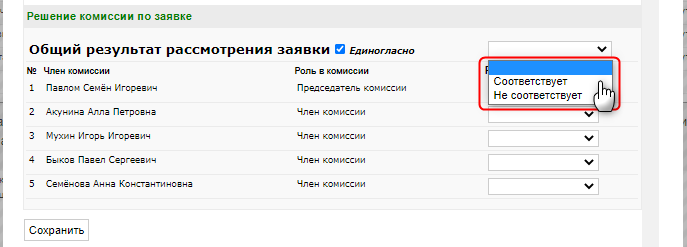 Решение комиссии по заявке
Общий результат рассмотрения заявки Единогласно
№ Член комиссии Роль в комиссии
Соответствует
Не соответствует
1 Павлом Семён Игоревич Председатель комиссии
2 Акунина Алла Петровна Член комиссии
3 Мухин Игорь Игоревич Член комиссии
4 Быков Павел Сергеевич Член комиссии
5 Семёнова Анна Константиновна Член комиссии
Сохранить